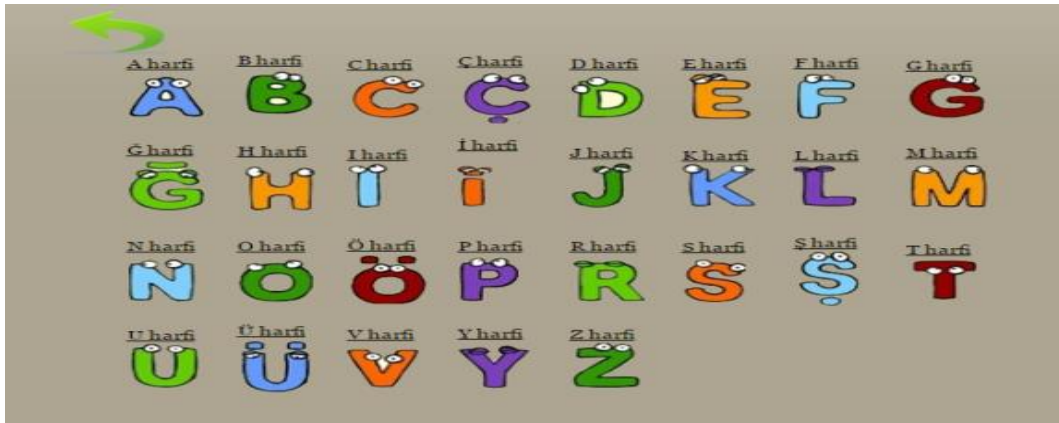 A harfi B harfi C harfi Ç harfi D harfi E harfi F harfi G harfi
A B C Ç D E F G
Ğ harfi H harfi I harfi İ harfi J harfi K harfi L harfi M harfi
Ğ H I i J K L M
N harfi O harfi Ö harfi P harfi R harfi S harfi Ş harfi T harfi
N O Ö P R S Ş T
U harfi Ü harfi V harfi Y harfi Z harfi
U Ü V Y Z